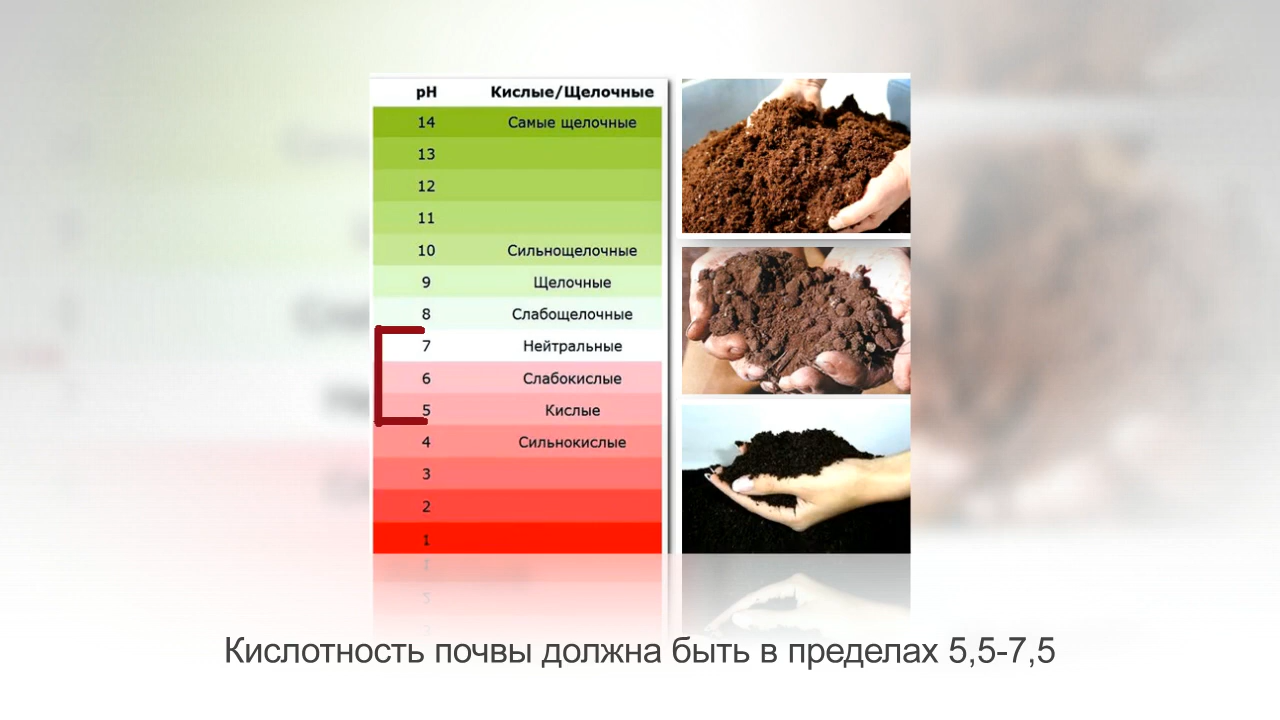 pH Кислые/Щелочные
14 Самые щелочные
13
12
11
10 Сильнощелочные
9 Щелочные
8 Слабощелочные
7 Нейтральные
6 Слабокислые
5 Кислые
4 Сильнокислые
3
2
1
Кислотность почвы должна быть в пределах 5,5-7,5